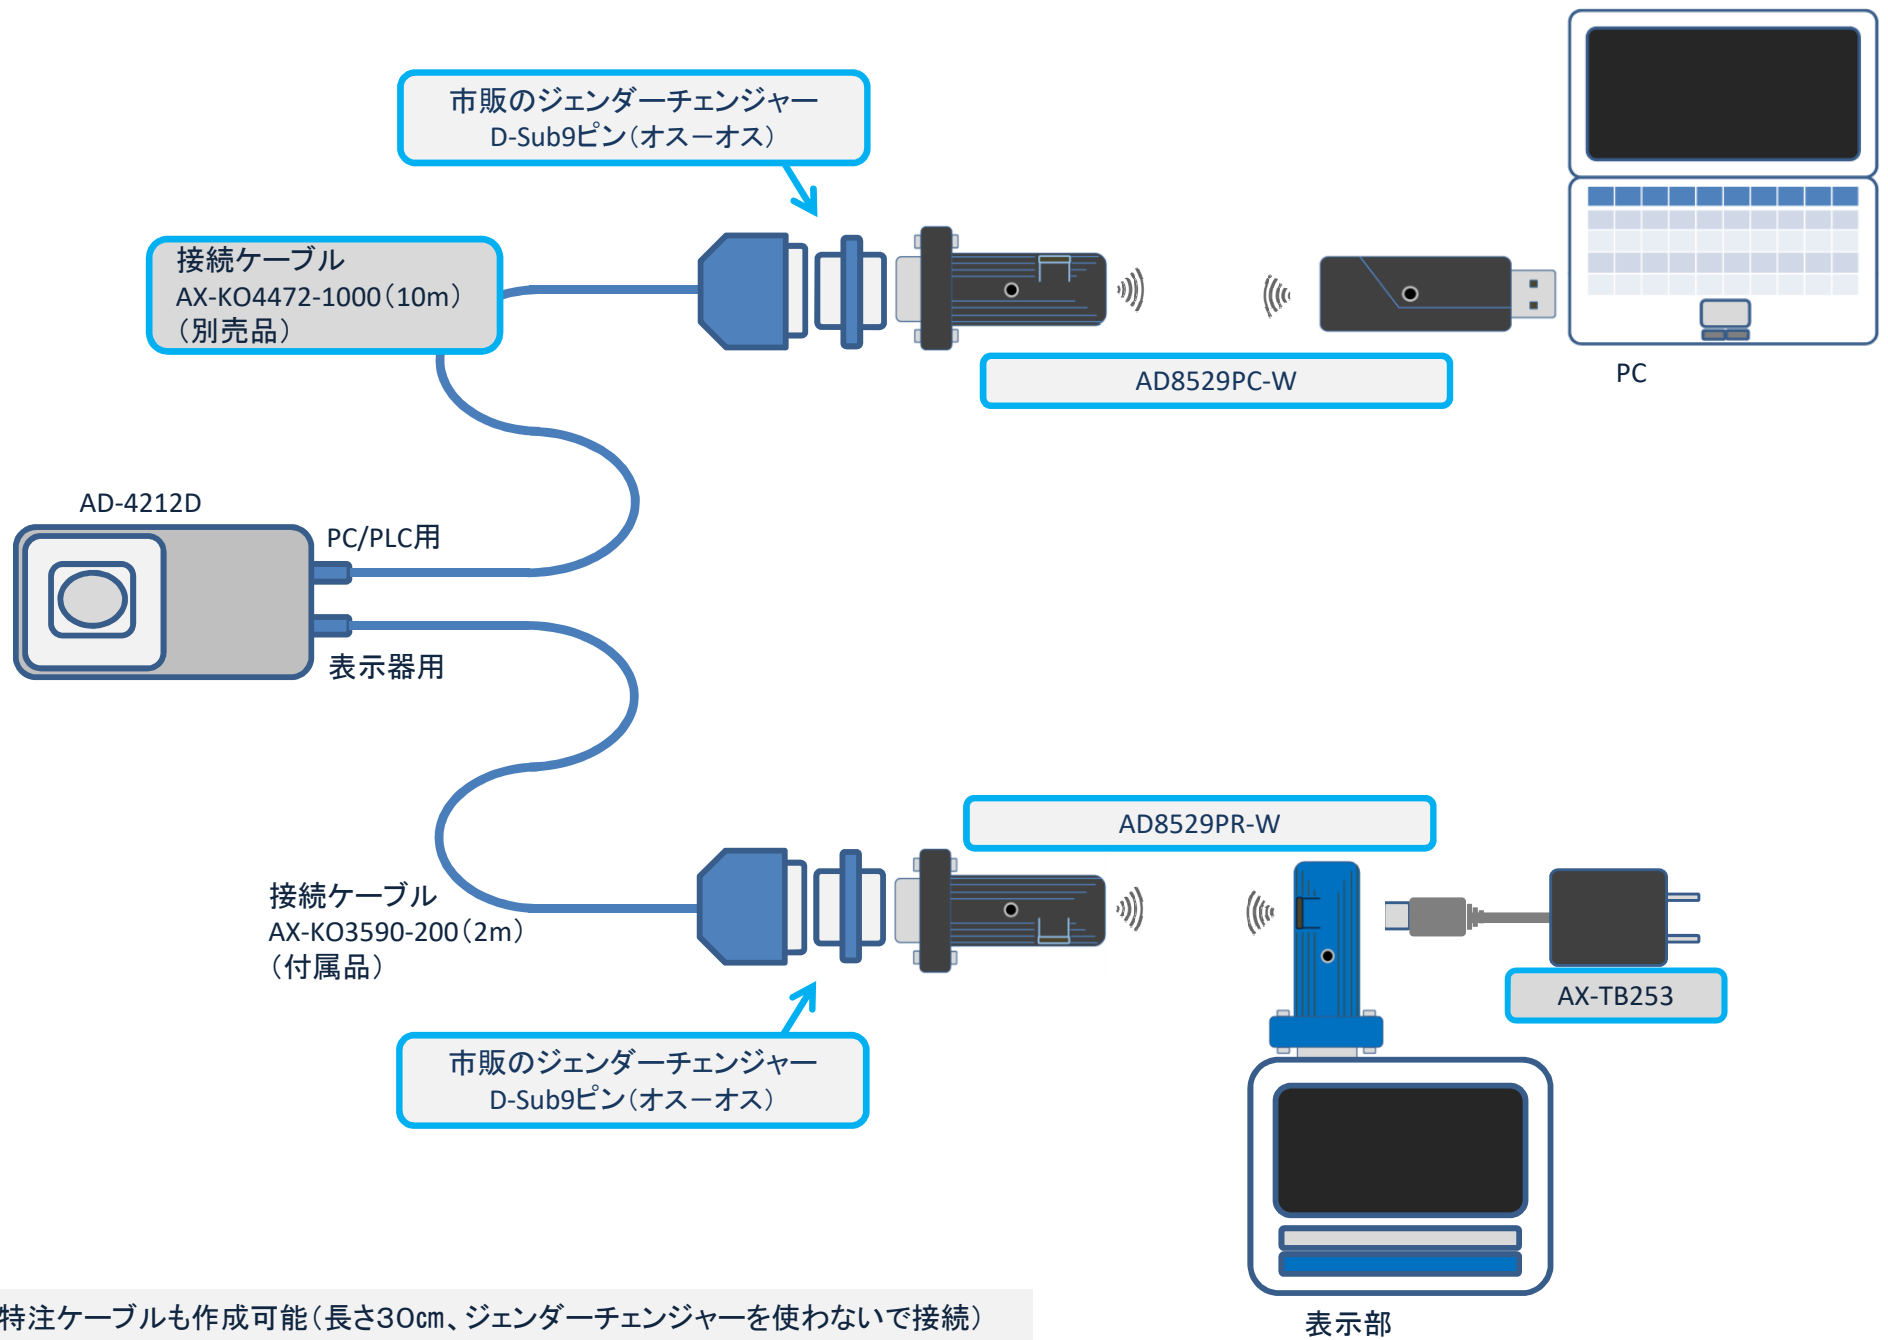 市販のジェンダーチェンジャー
D-Sub9ピン(オスーオス)
接続ケーブル
AX-KO4472-1000(10m)
(別売品)
AD8529PC-W
PC
AD-4212D
PC/PLC用
表示器用
AD8529PR-W
接続ケーブル
AX-KO3590-200(2m)
(付属品)
AX-TB253
市販のジェンダーチェンジャー
D-Sub9ピン(オスーオス)
特注ケーブルも作成可能(長さ30㎝、ジェンダーチェンジャーを使わないで接続)
表示部